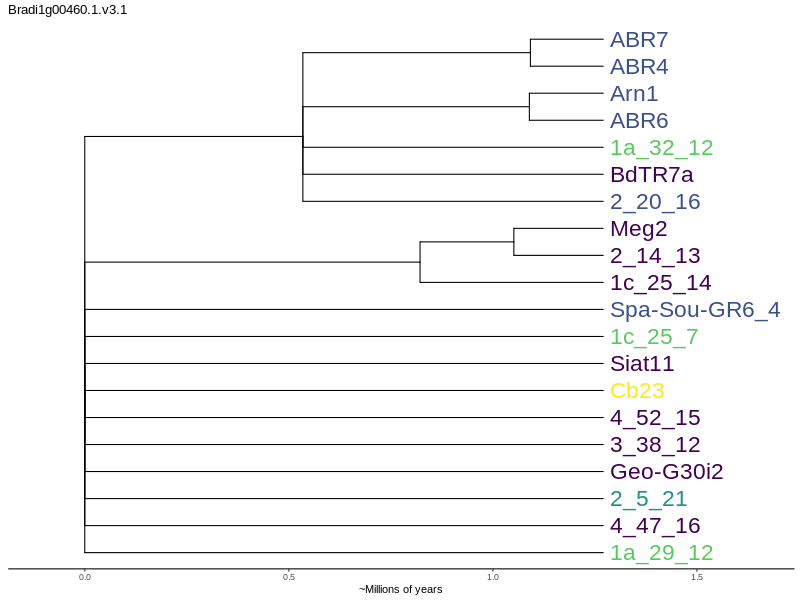 Bradi1g00460.1.v3.1
ABR7
ABR4
Arn1
ABR6
1a_32_12
BdTR7a
2_20_16
Meg2
2_14_13
1c_25_14
Spa-Sou-GR6_4
1c_25_7
Siat11
Cb23
4_52_15
3_38_12
Geo-G30i2
2_5_21
4_47_16
1a_29_12
0.0 0.5 1.0 1.5
~Millions of years